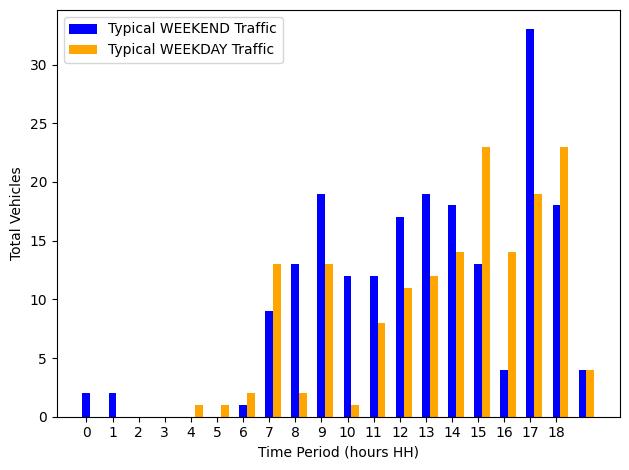 Typical WEEKEND Traffic
Typical WEEKDAY Traffic
Total Vehicles
30
25
20
15
10
5
0
0 1 2 3 4 5 6 7 8 9 10 11 12 13 14 15 16 17 18
Time Period (hours HH)